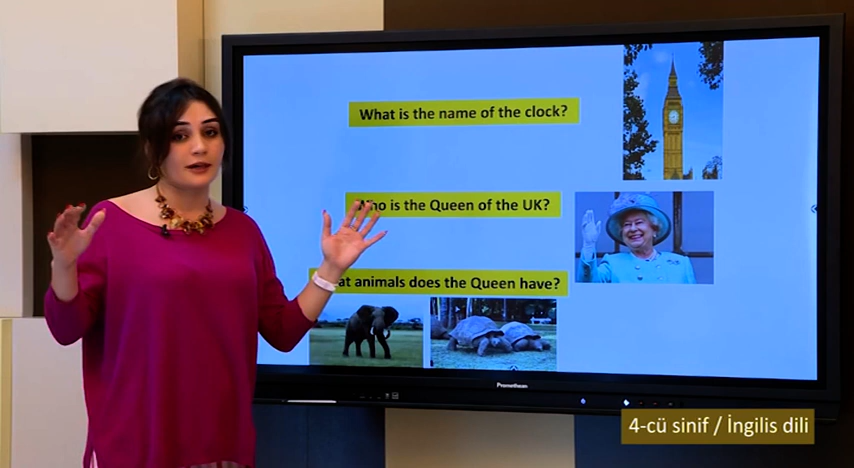 What is the name of the clock?
is the Queen of the UK?
animals does the Queen have?
Promethean
4-cü sinif / İngilis dili